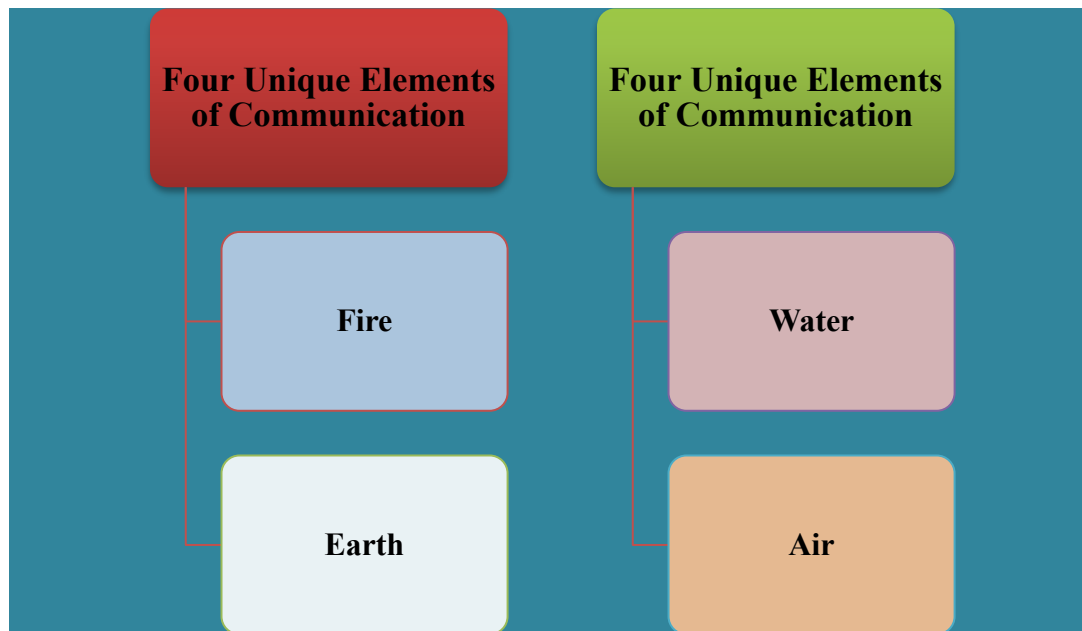 Four Unique Elements
of Communication
Fire
Earth
Four Unique Elements
of Communication
Water
Air